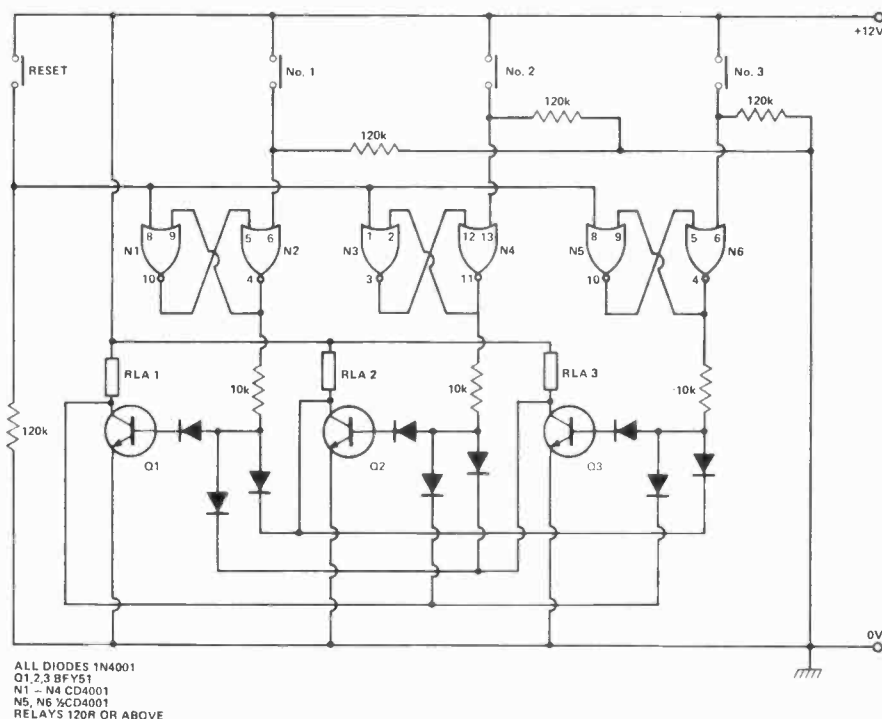 +12V
RESET
No. 1
No. 2
No. 3
120k
120k
120k
8 9
5 6
1 2
12 13
8 9
5 6
N1
N2
N3
N4
N5
N6
10
4
3
11
10
4
RLA 1
10k
RLA 2
10k
RLA 3
10k
120k
Q1
Q2
Q3
0V
ALL DIODES 1N4001
Q1,2,3 BFY51
N1 – N4 CD4001
N5, N6 ½CD4001
RELAYS 120R OR ABOVE